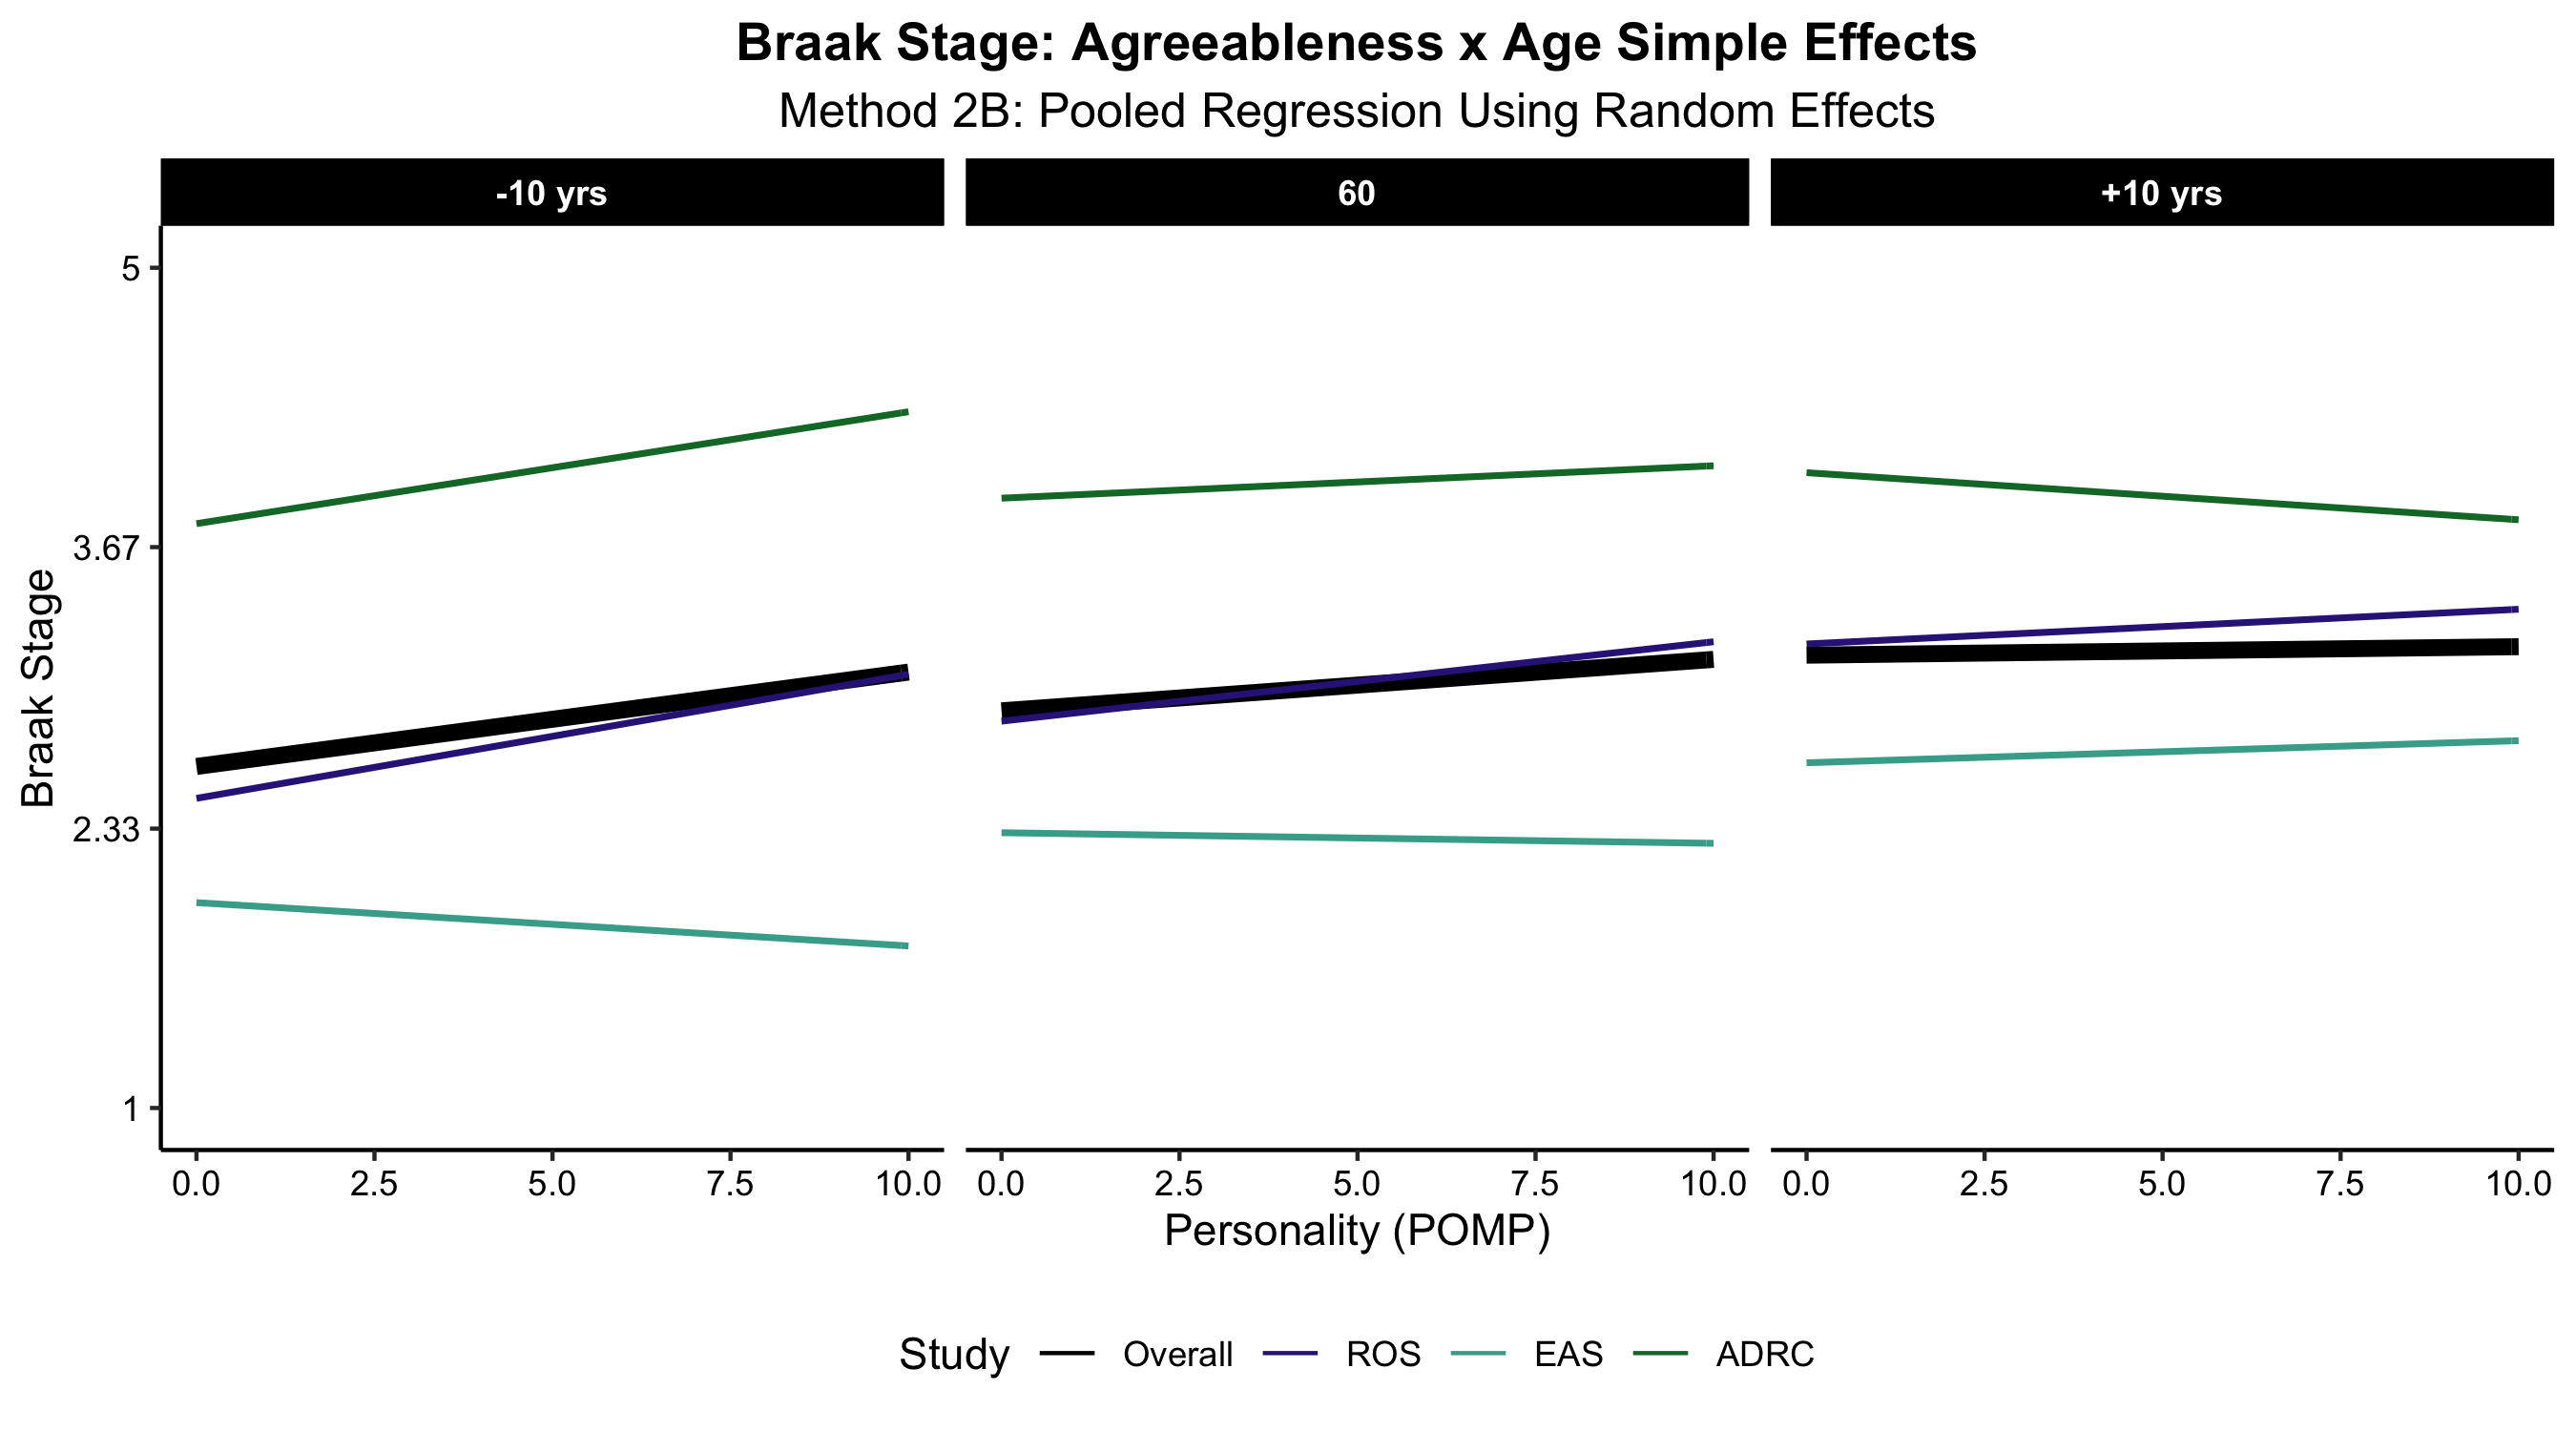 Braak Stage: Agreeableness x Age Simple Effects
Method 2B: Pooled Regression Using Random Effects
-10 yrs 60 +10 yrs
Braak Stage
5
3.67
2.33
1
0.0 2.5 5.0 7.5 10.0 0.0 2.5 5.0 7.5 10.0 0.0 2.5 5.0 7.5 10.0
Personality (POMP)
Study Overall ROS EAS ADRC